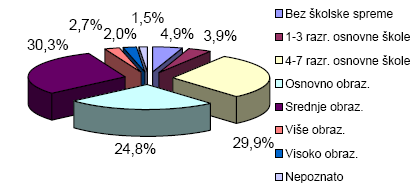 1,5%
2,7%
2,0%
4,9%
3,9%
30,3%
29,9%
24,8%
Bez školske spreme
1-3 razr. osnovne škole
4-7 razr. osnovne škole
Osnovno obraz.
Srednje obraz.
Više obraz.
Visoko obraz.
Nepoznato